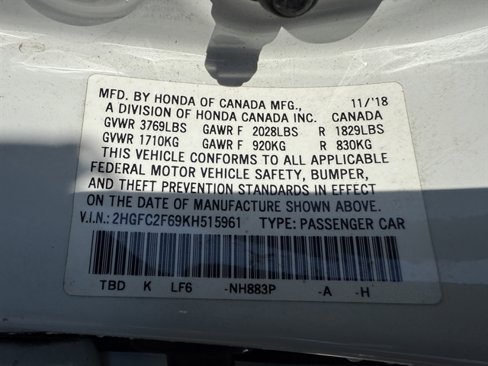 MFD. BY HONDA OF CANADA MFG., 11/'18
A DIVISION OF HONDA CANADA INC. CANADA
GVWR 3769LBS GAWR F 2028LBS R 1829LBS
GVWR 1710KG GAWR F 920KG R 830KG
THIS VEHICLE CONFORMS TO ALL APPLICABLE
FEDERAL MOTOR VEHICLE SAFETY, BUMPER,
AND THEFT PREVENTION STANDARDS IN EFFECT
ON THE DATE OF MANUFACTURE SHOWN ABOVE.
V.I.N.: 2HGFC2F69KH515961 TYPE: PASSENGER CAR
TBD K LF6 -NH883P -A -H